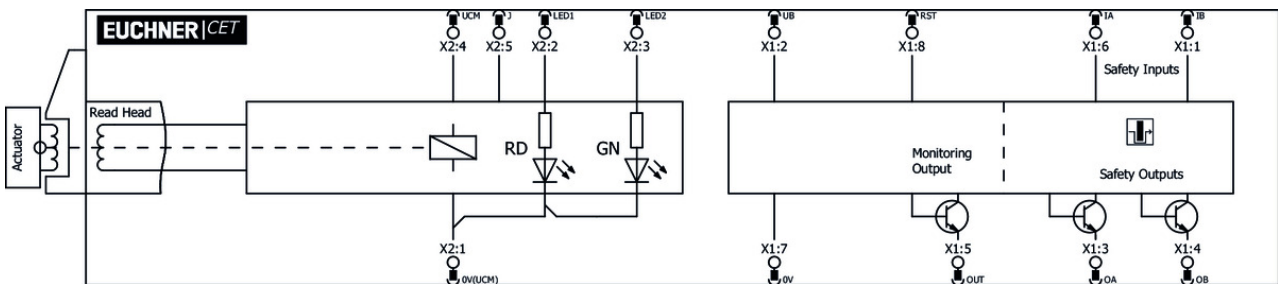 EUCHNER CET
UCM J LED1 LED2 UB RST IA IB
X2:4 X2:5 X2:2 X2:3 X1:2 X1:8 X1:6 X1:1
Safety Inputs
Read Head
Actuator
RD GN
Monitoring
Output
Safety Outputs
X2:1 X1:7 X1:5 X1:3 X1:4
0V(UCM) 0V OUT OA OB